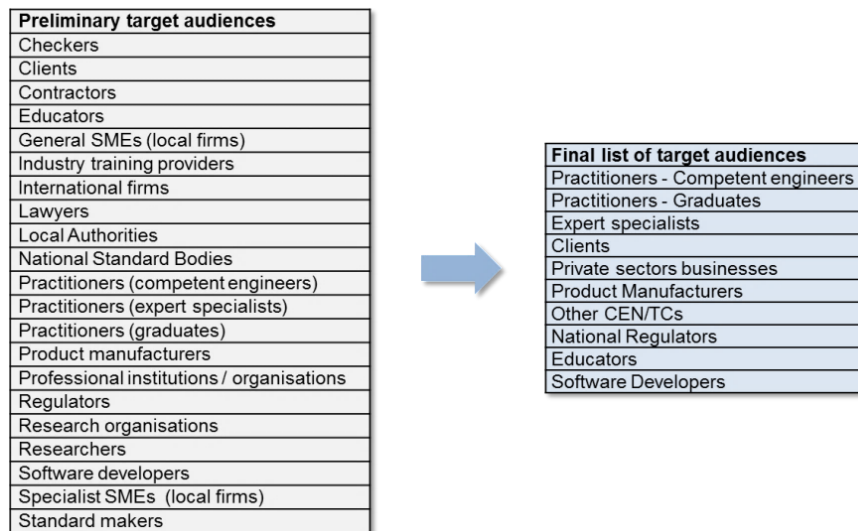 Preliminary target audiences
Checkers
Clients
Contractors
Educators
General SMEs (local firms)
Industry training providers
International firms
Lawyers
Local Authorities
National Standard Bodies
Practitioners (competent engineers)
Practitioners (expert specialists)
Practitioners (graduates)
Product manufacturers
Professional institutions / organisations
Regulators
Research organisations
Researchers
Software developers
Specialist SMEs (local firms)
Standard makers
Final list of target audiences
Practitioners - Competent engineers
Practitioners - Graduates
Expert specialists
Clients
Private sectors businesses
Product Manufacturers
Other CEN/TCs
National Regulators
Educators
Software Developers